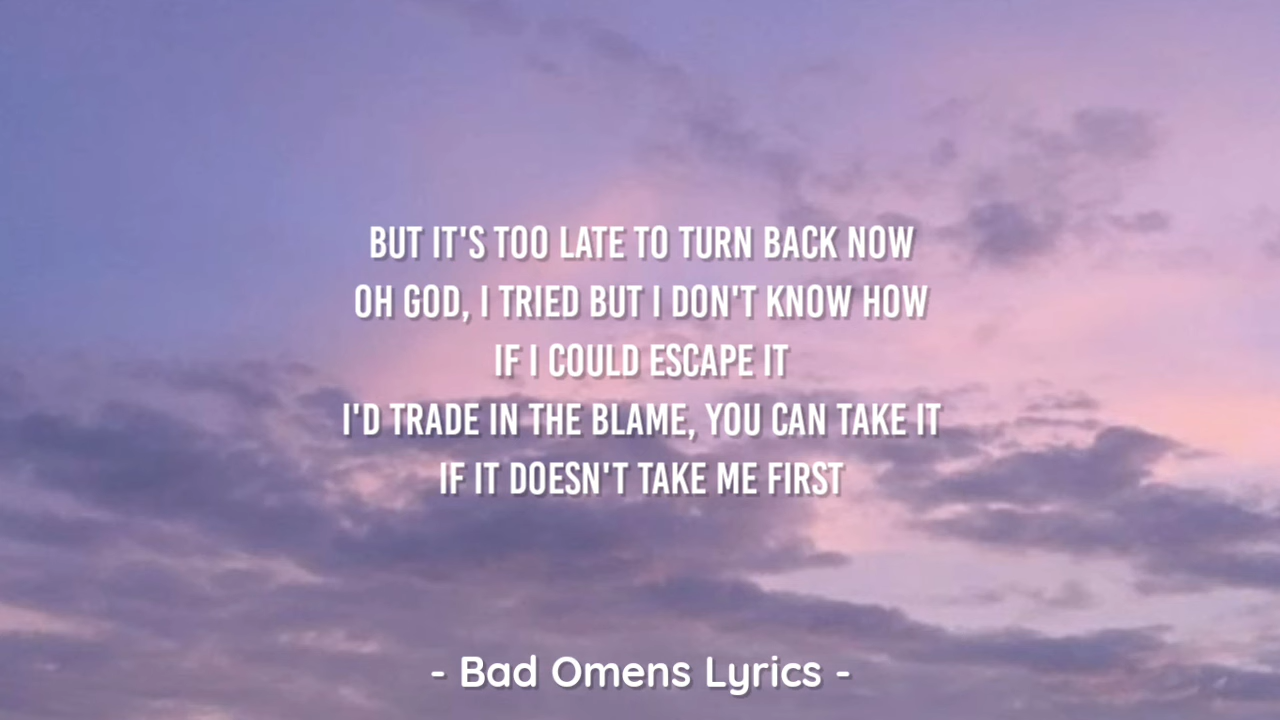 BUT IT'S TOO LATE TO TURN BACK NOW
OH GOD, I TRIED BUT I DON'T KNOW HOW
IF I COULD ESCAPE IT
I'D TRADE IN THE BLAME, YOU CAN TAKE IT
IF IT DOESN'T TAKE ME FIRST
- Bad Omens Lyrics -